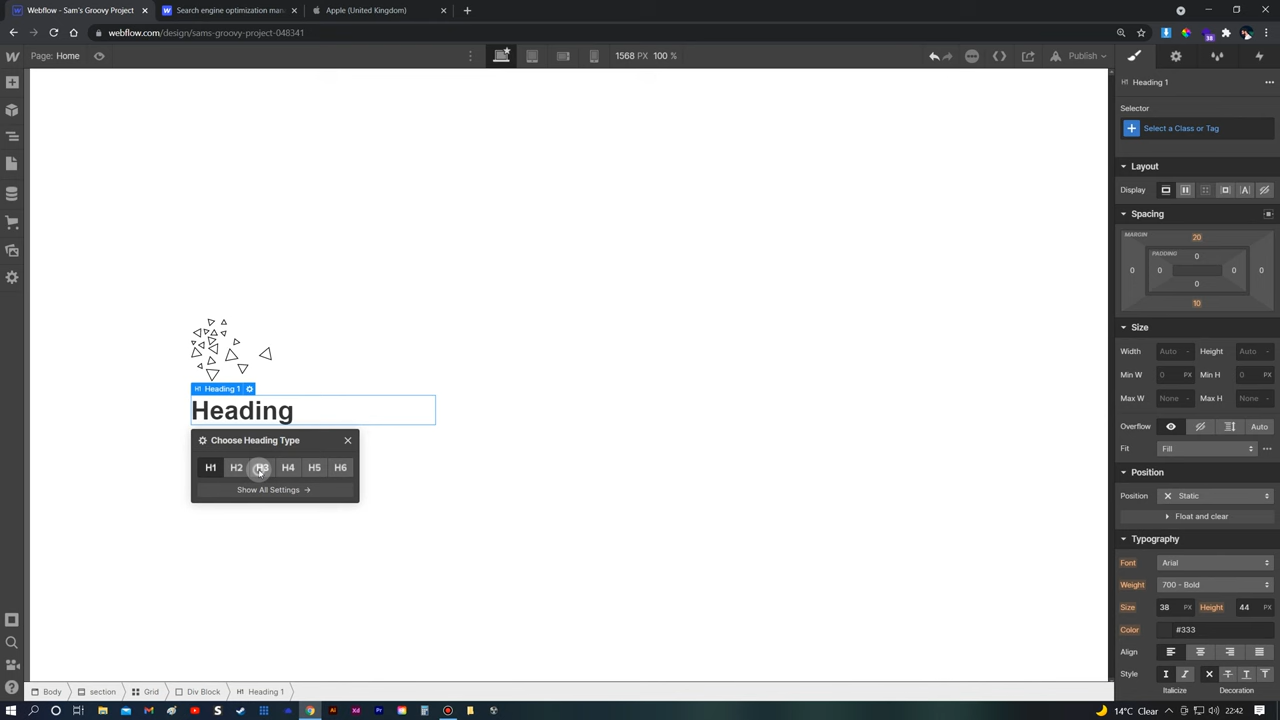 Webflow - Sam's Groovy Project
Search engine optimization man
Apple (United Kingdom)
webflow.com/design/sams-groovy-project-048341
38
Page: Home
1568 PX 100 %
Publish
H1 Heading 1
Selector
Select a Class or Tag
Layout
Display
Spacing
MARGIN
20
PADDING
0
0 0 0 0
0
10
Size
Width Auto - Height Auto -
Min W 0 PX Min H 0 PX
Max W None - Max H None -
Overflow Auto
Fit Fill
Position
Position Static
Float and clear
Typography
Font Arial
Weight 700 - Bold
Size 38 PX Height 44 PX
Color #333
Align
Style
Italicize Decoration
H1 Heading 1
Heading
Choose Heading Type
H1 H2 H3 H4 H5 H6
Show All Settings
Body section Grid Div Block H1 Heading 1
14°C Clear 22:42